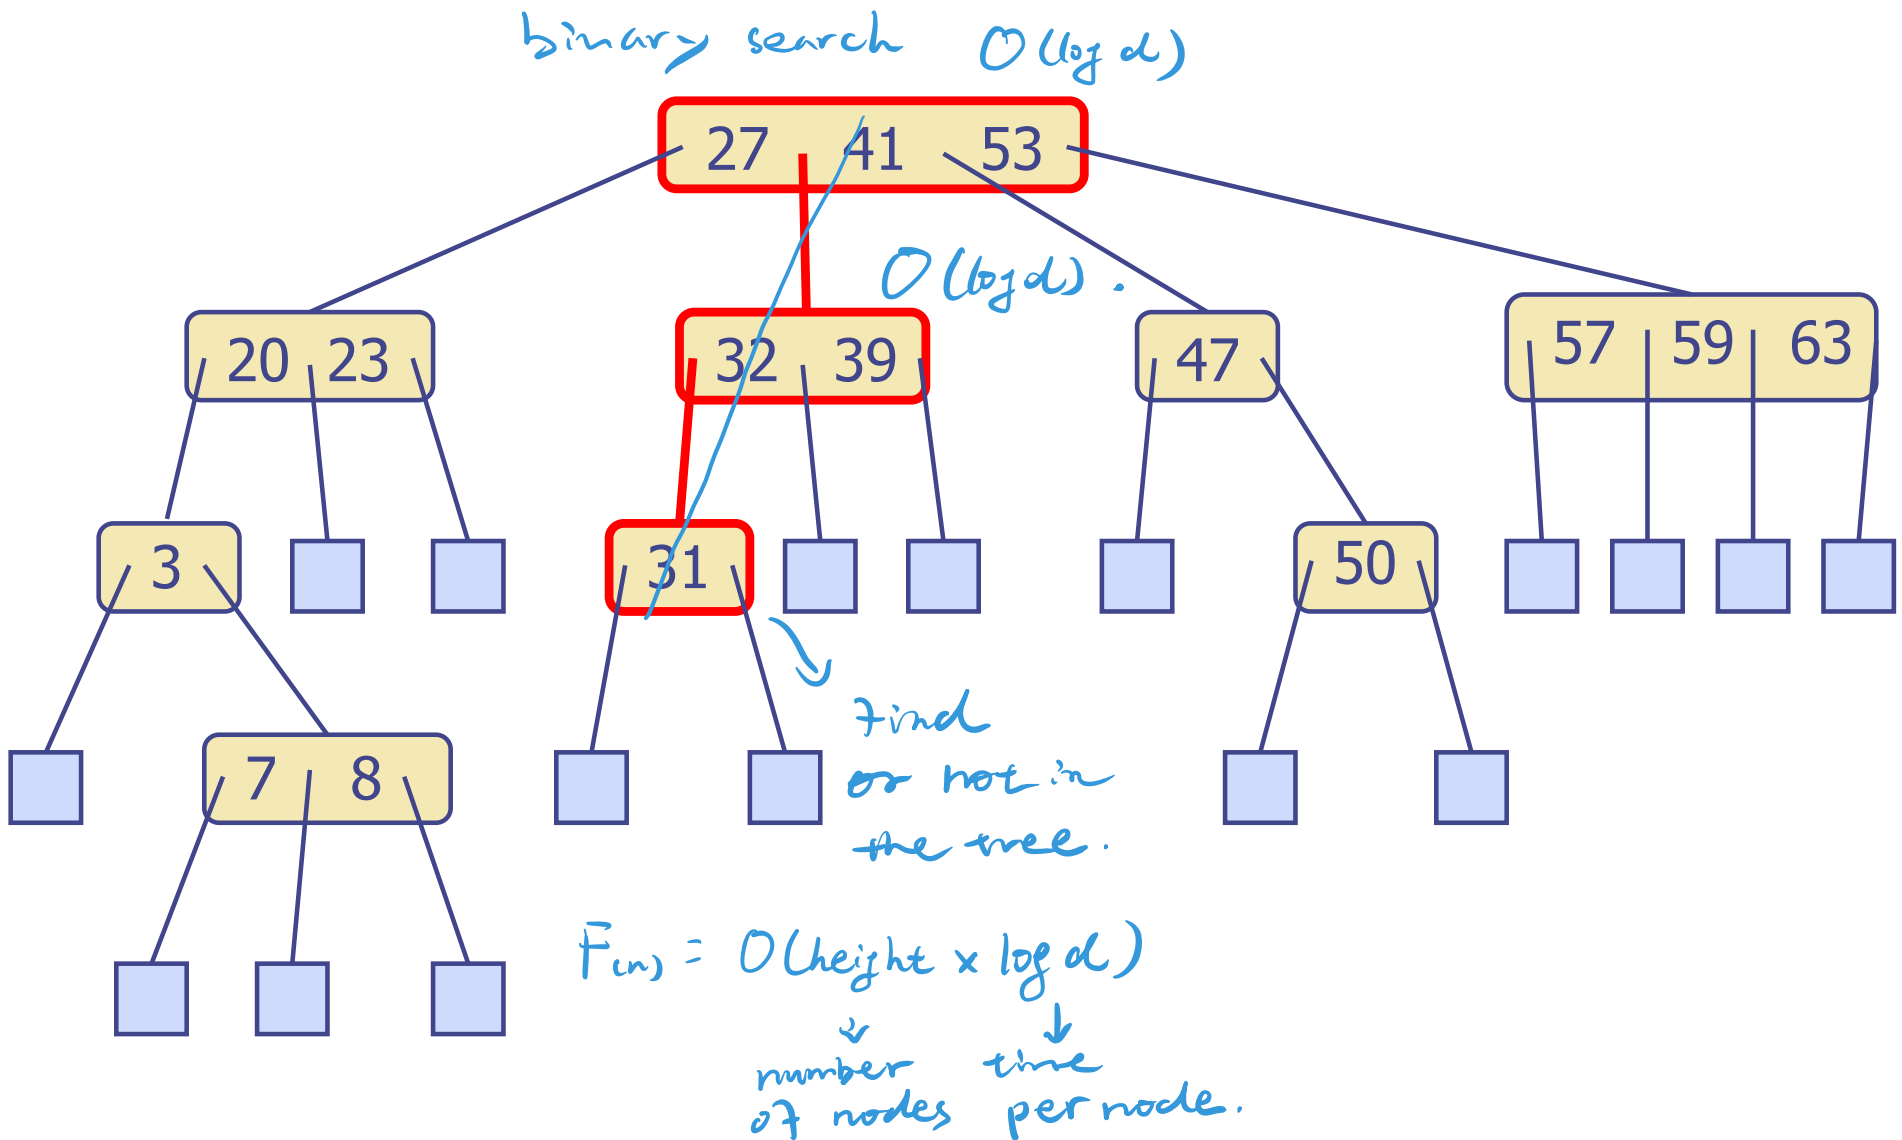 binary search O(log d)
27 41 53
O(log d).
20 23
32 39
47
57 59 63
3
31
50
7 8
Find
or not in
the tree.
F(n) = O(height x log d)
number
of nodes
time
per node.